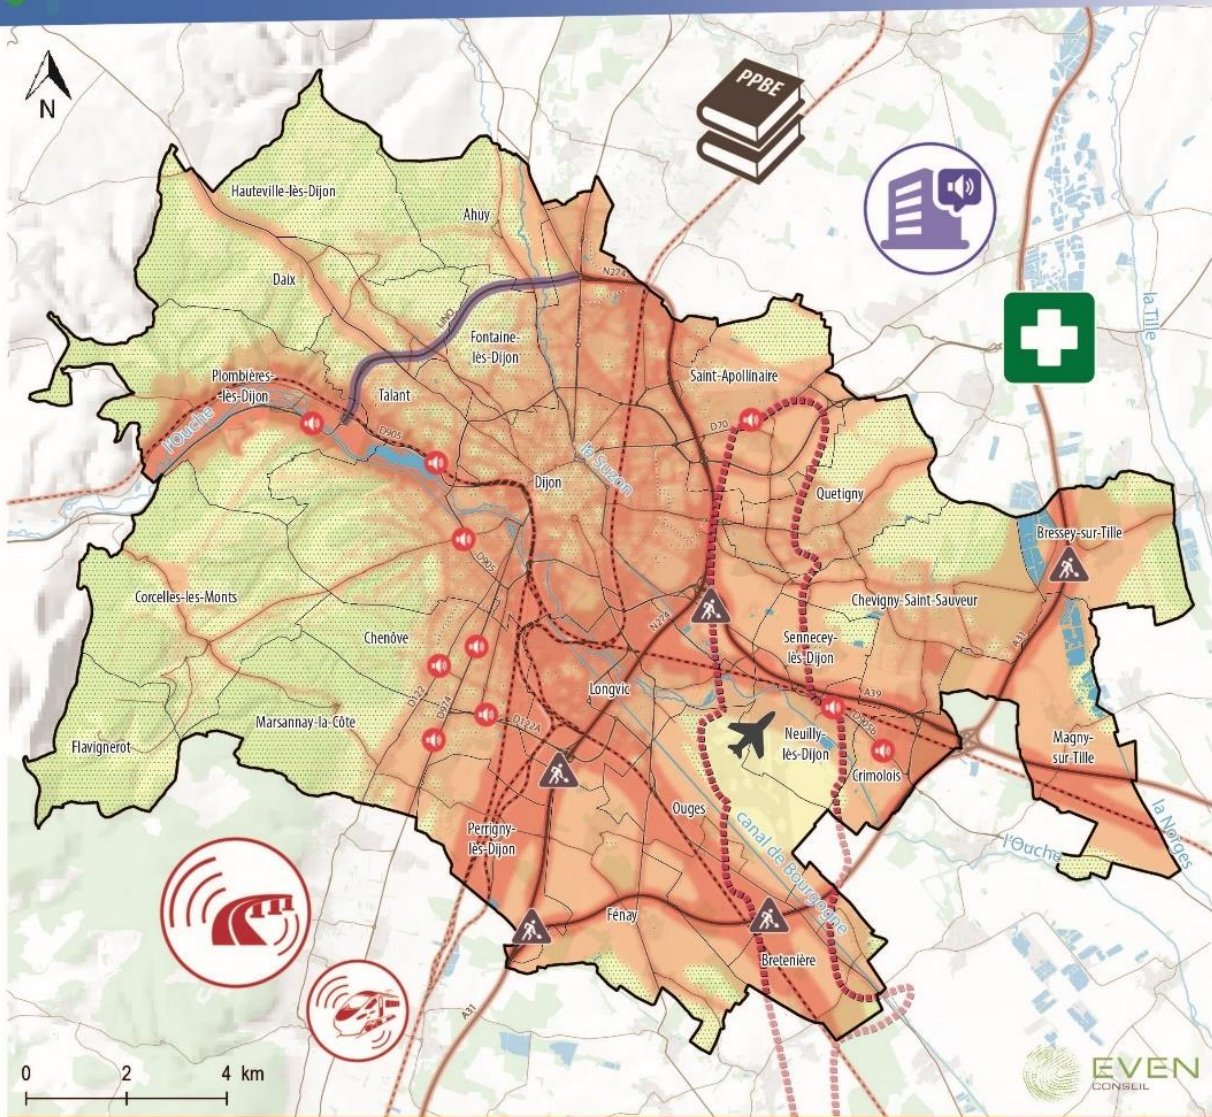 N
PPBE
Hauteville-lès-Dijon
Ahuy
Daix
N274
LINO
la Tille
Fontaine-
lès-Dijon
Saint-Apollinaire
Plombières-
lès-Dijon
Talant
l'Ouche
D905
D70
le Suzon
Dijon
Quetigny
Bressey-sur-Tille
D905
Corcelles-les-Monts
Chevigny-Saint-Sauveur
Chenôve
N274
Sennecey-
lès-Dijon
A31
Longvic
A39
D122
D974
D122A
D905b
Marsannay-la-Côte
Flavignerot
Neuilly-
lès-Dijon
Magny-
sur-Tille
Crimolois
Ouges
Perrigny-
lès-Dijon
canal de Bourgogne
l'Ouche
la Norges
Fénay
Bretenière
A31
0 2 4 km
EVEN
CONSEIL